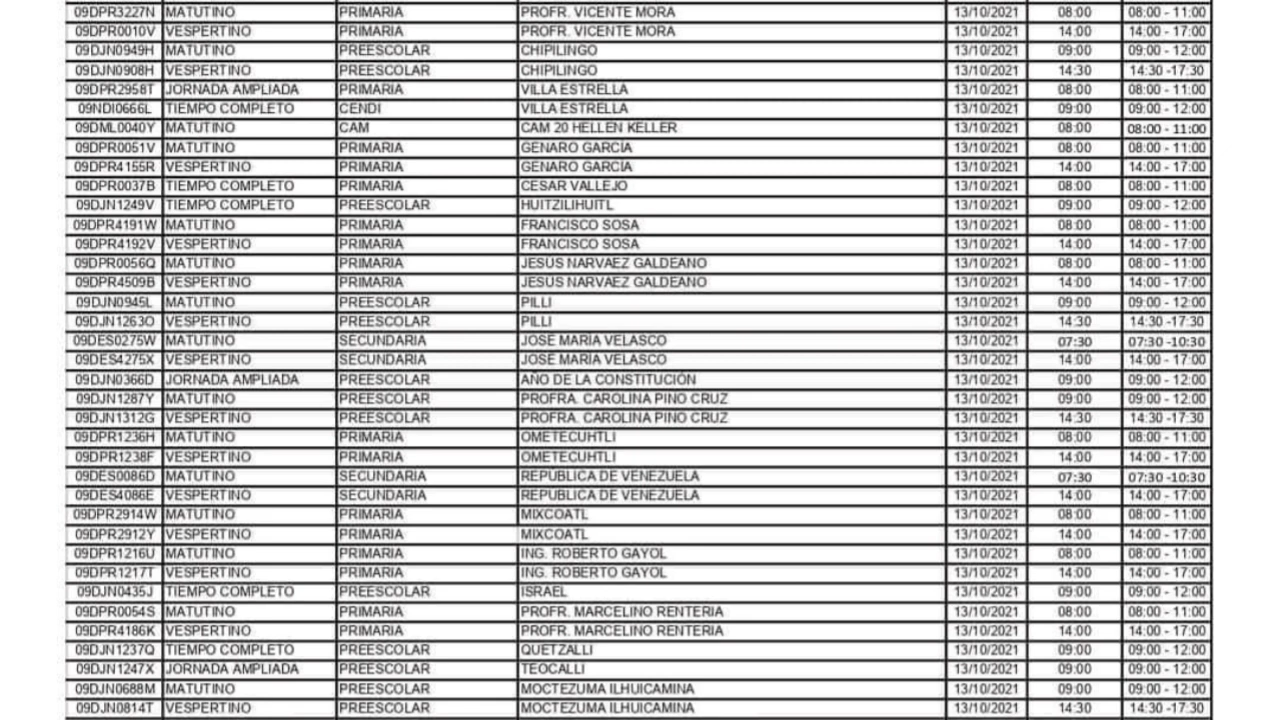 09DPR3227N MATUTINO PRIMARIA PROFR. VICENTE MORA 13/10/2021 08:00 08:00 - 11:00
09DPR0010V VESPERTINO PRIMARIA PROFR. VICENTE MORA 13/10/2021 14:00 14:00 - 17:00
09DJN0949H MATUTINO PREESCOLAR CHIPILINGO 13/10/2021 09:00 09:00 - 12:00
09DJN0908H VESPERTINO PREESCOLAR CHIPILINGO 13/10/2021 14:30 14:30 -17:30
09DPR2958T JORNADA AMPLIADA PRIMARIA VILLA ESTRELLA 13/10/2021 08:00 08:00 - 11:00
09NDI0666L TIEMPO COMPLETO CENDI VILLA ESTRELLA 13/10/2021 09:00 09:00 - 12:00
09DML0040Y MATUTINO CAM CAM 20 HELLEN KELLER 13/10/2021 08:00 08:00 - 11:00
09DPR0051V MATUTINO PRIMARIA GENARO GARCÍA 13/10/2021 08:00 08:00 - 11:00
09DPR4155R VESPERTINO PRIMARIA GENARO GARCÍA 13/10/2021 14:00 14:00 - 17:00
09DPR0037B TIEMPO COMPLETO PRIMARIA CESAR VALLEJO 13/10/2021 08:00 08:00 - 11:00
09DJN1249V TIEMPO COMPLETO PREESCOLAR HUITZILIHUITL 13/10/2021 09:00 09:00 - 12:00
09DPR4191W MATUTINO PRIMARIA FRANCISCO SOSA 13/10/2021 08:00 08:00 - 11:00
09DPR4192V VESPERTINO PRIMARIA FRANCISCO SOSA 13/10/2021 14:00 14:00 - 17:00
09DPR0056Q MATUTINO PRIMARIA JESÚS NARVAEZ GALDEANO 13/10/2021 08:00 08:00 - 11:00
09DPR4509B VESPERTINO PRIMARIA JESÚS NARVAEZ GALDEANO 13/10/2021 14:00 14:00 - 17:00
09DJN0945L MATUTINO PREESCOLAR PILLI 13/10/2021 09:00 09:00 - 12:00
09DJN1263O VESPERTINO PREESCOLAR PILLI 13/10/2021 14:30 14:30 -17:30
09DES0275W MATUTINO SECUNDARIA JOSÉ MARÍA VELASCO 13/10/2021 07:30 07:30 -10:30
09DES4275X VESPERTINO SECUNDARIA JOSÉ MARÍA VELASCO 13/10/2021 14:00 14:00 - 17:00
09DJN0366D JORNADA AMPLIADA PREESCOLAR AÑO DE LA CONSTITUCIÓN 13/10/2021 09:00 09:00 - 12:00
09DJN1287Y MATUTINO PREESCOLAR PROFRA. CAROLINA PINO CRUZ 13/10/2021 09:00 09:00 - 12:00
09DJN1312G VESPERTINO PREESCOLAR PROFRA. CAROLINA PINO CRUZ 13/10/2021 14:30 14:30 -17:30
09DPR1236H MATUTINO PRIMARIA OMETECUHTLI 13/10/2021 08:00 08:00 - 11:00
09DPR1238F VESPERTINO PRIMARIA OMETECUHTLI 13/10/2021 14:00 14:00 - 17:00
09DES0086D MATUTINO SECUNDARIA REPÚBLICA DE VENEZUELA 13/10/2021 07:30 07:30 -10:30
09DES4086E VESPERTINO SECUNDARIA REPÚBLICA DE VENEZUELA 13/10/2021 14:00 14:00 - 17:00
09DPR2914W MATUTINO PRIMARIA MIXCOATL 13/10/2021 08:00 08:00 - 11:00
09DPR2912Y VESPERTINO PRIMARIA MIXCOATL 13/10/2021 14:00 14:00 - 17:00
09DPR1216U MATUTINO PRIMARIA ING. ROBERTO GAYOL 13/10/2021 08:00 08:00 - 11:00
09DPR1217T VESPERTINO PRIMARIA ING. ROBERTO GAYOL 13/10/2021 14:00 14:00 - 17:00
09DJN0435J TIEMPO COMPLETO PREESCOLAR ISRAEL 13/10/2021 09:00 09:00 - 12:00
09DPR0054S MATUTINO PRIMARIA PROFR. MARCELINO RENTERIA 13/10/2021 08:00 08:00 - 11:00
09DPR4186K VESPERTINO PRIMARIA PROFR. MARCELINO RENTERIA 13/10/2021 14:00 14:00 - 17:00
09DJN1237Q TIEMPO COMPLETO PREESCOLAR QUETZALLI 13/10/2021 09:00 09:00 - 12:00
09DJN1247X JORNADA AMPLIADA PREESCOLAR TEOCALLI 13/10/2021 09:00 09:00 - 12:00
09DJN0688M MATUTINO PREESCOLAR MOCTEZUMA ILHUICAMINA 13/10/2021 09:00 09:00 - 12:00
09DJN0814T VESPERTINO PREESCOLAR MOCTEZUMA ILHUICAMINA 13/10/2021 14:30 14:30 -17:30